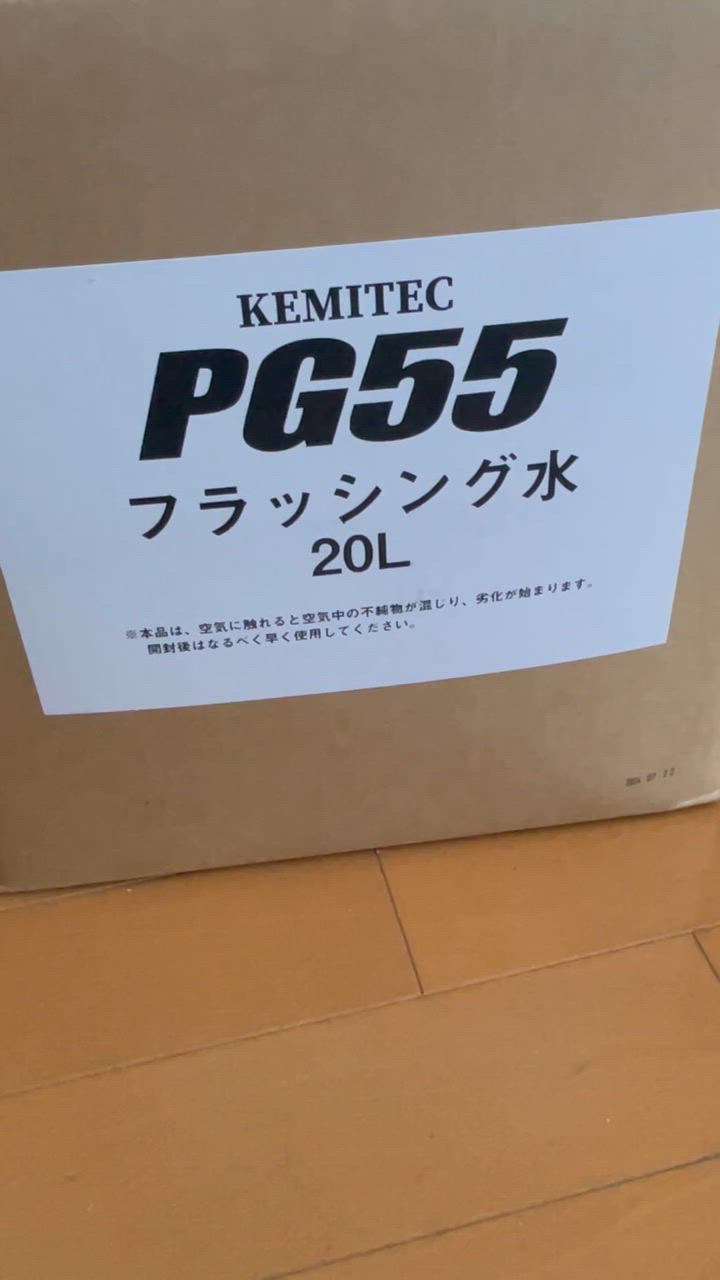 KEMITEC
PG55
フラッシング水
20L
※本品は、空気に触れると空気中の不純物が混じり、劣化が始まります。
開封後はなるべく早く使用してください。